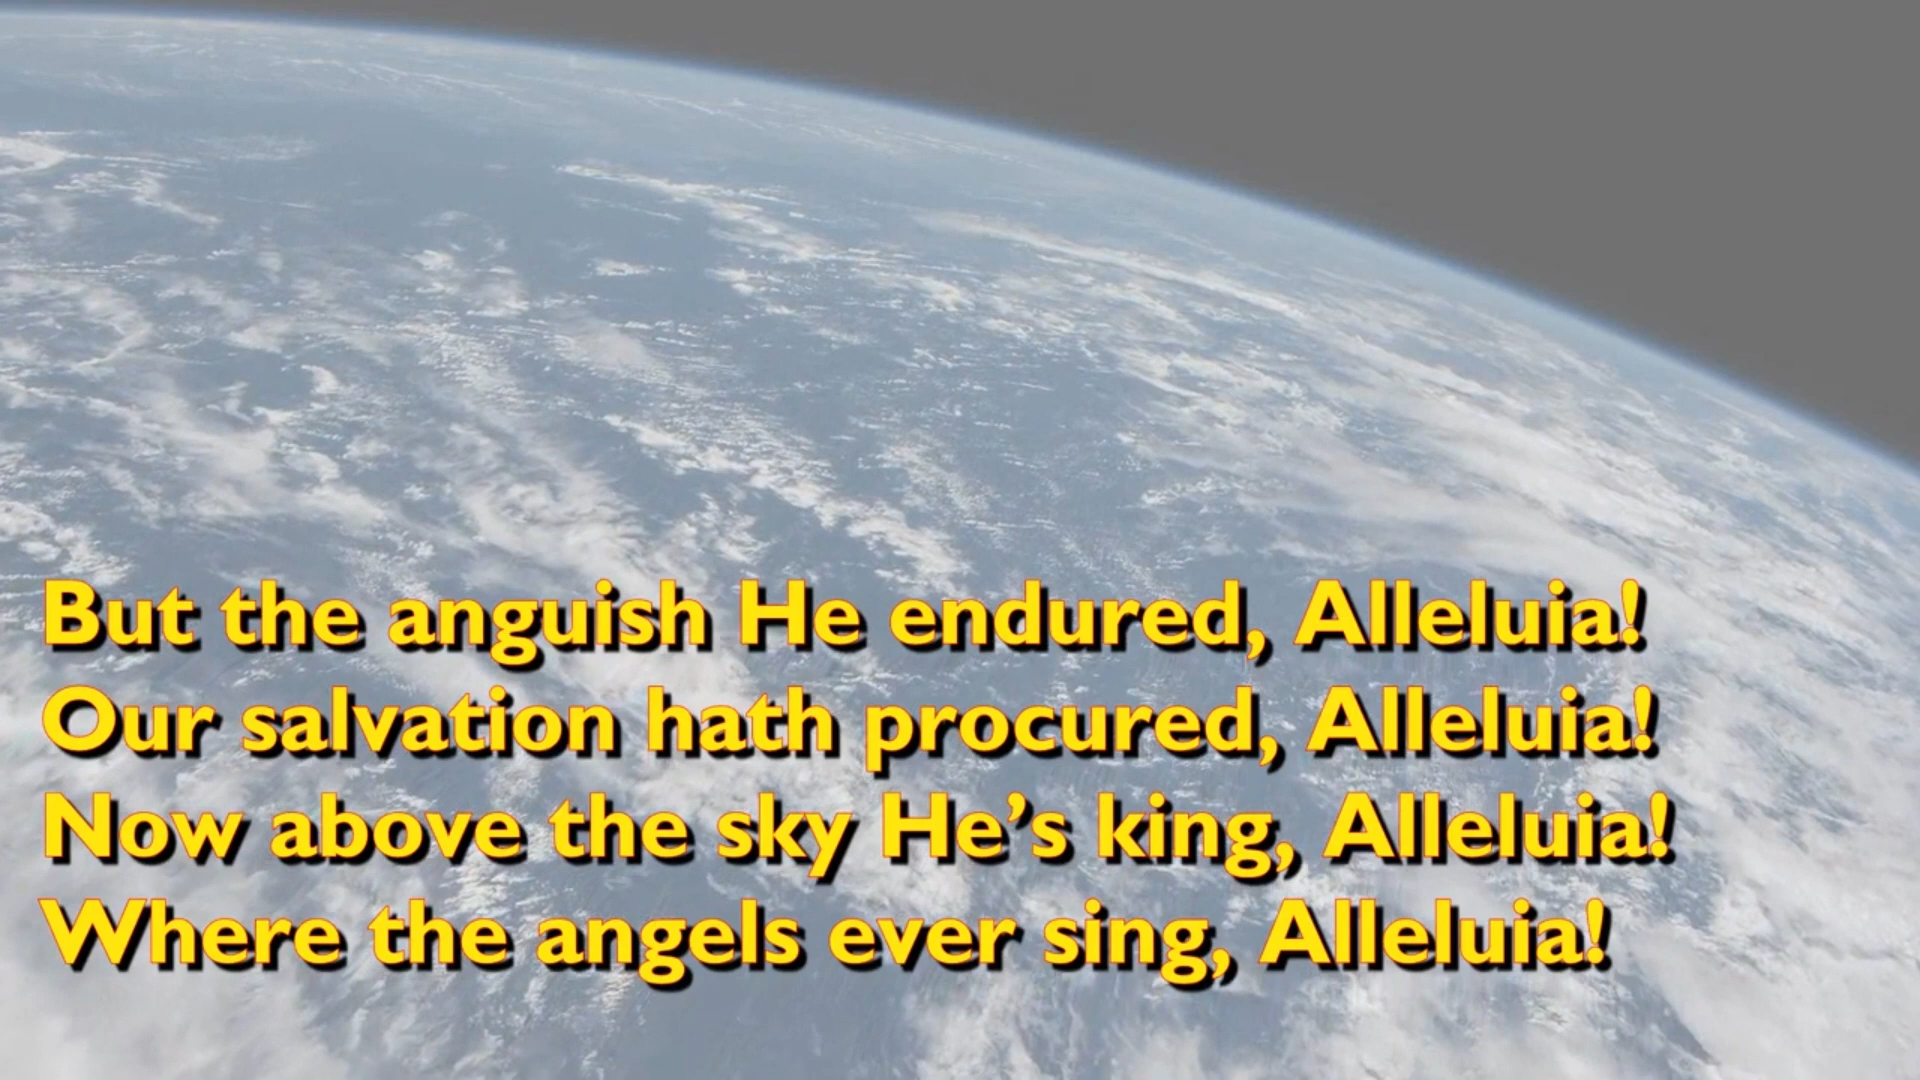 But the anguish He endured, Alleluia!
Our salvation hath procured, Alleluia!
Now above the sky He’s king, Alleluia!
Where the angels ever sing, Alleluia!